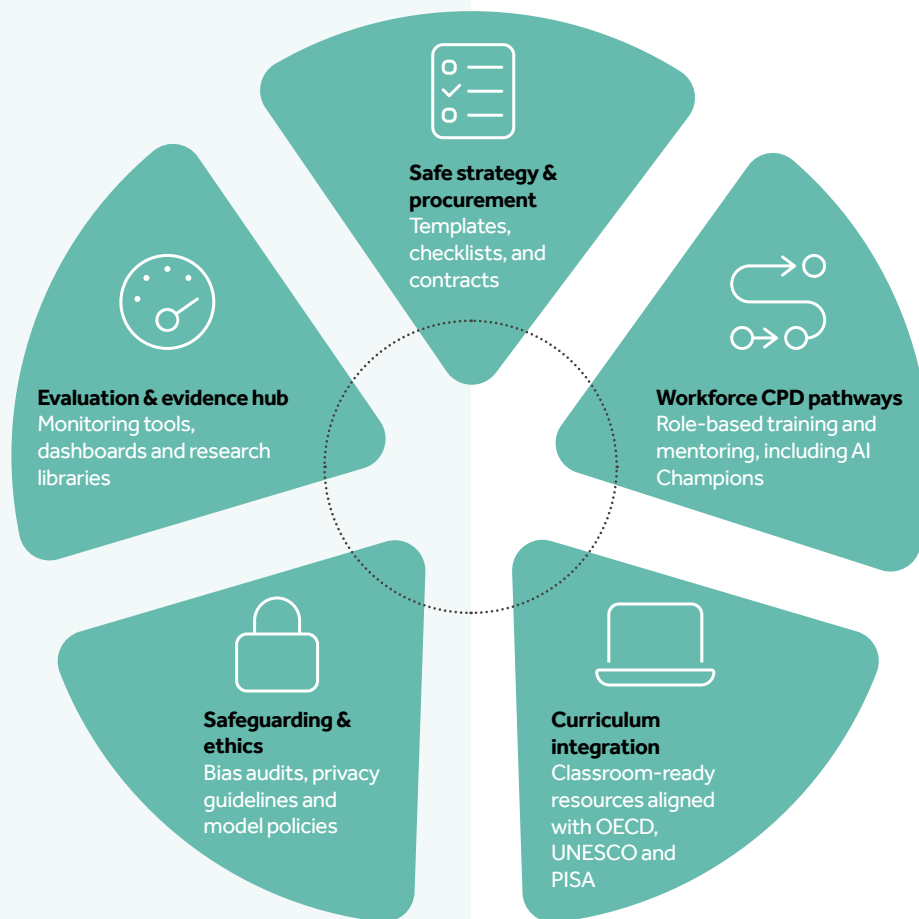 Safe strategy &
procurement
Templates,
checklists, and
contracts
Workforce CPD pathways
Role-based training and
mentoring, including AI
Champions
Curriculum
integration
Classroom-ready
resources aligned
with OECD,
UNESCO and
PISA
Safeguarding &
ethics
Bias audits, privacy
guidelines and
model policies
Evaluation & evidence hub
Monitoring tools,
dashboards and research
libraries